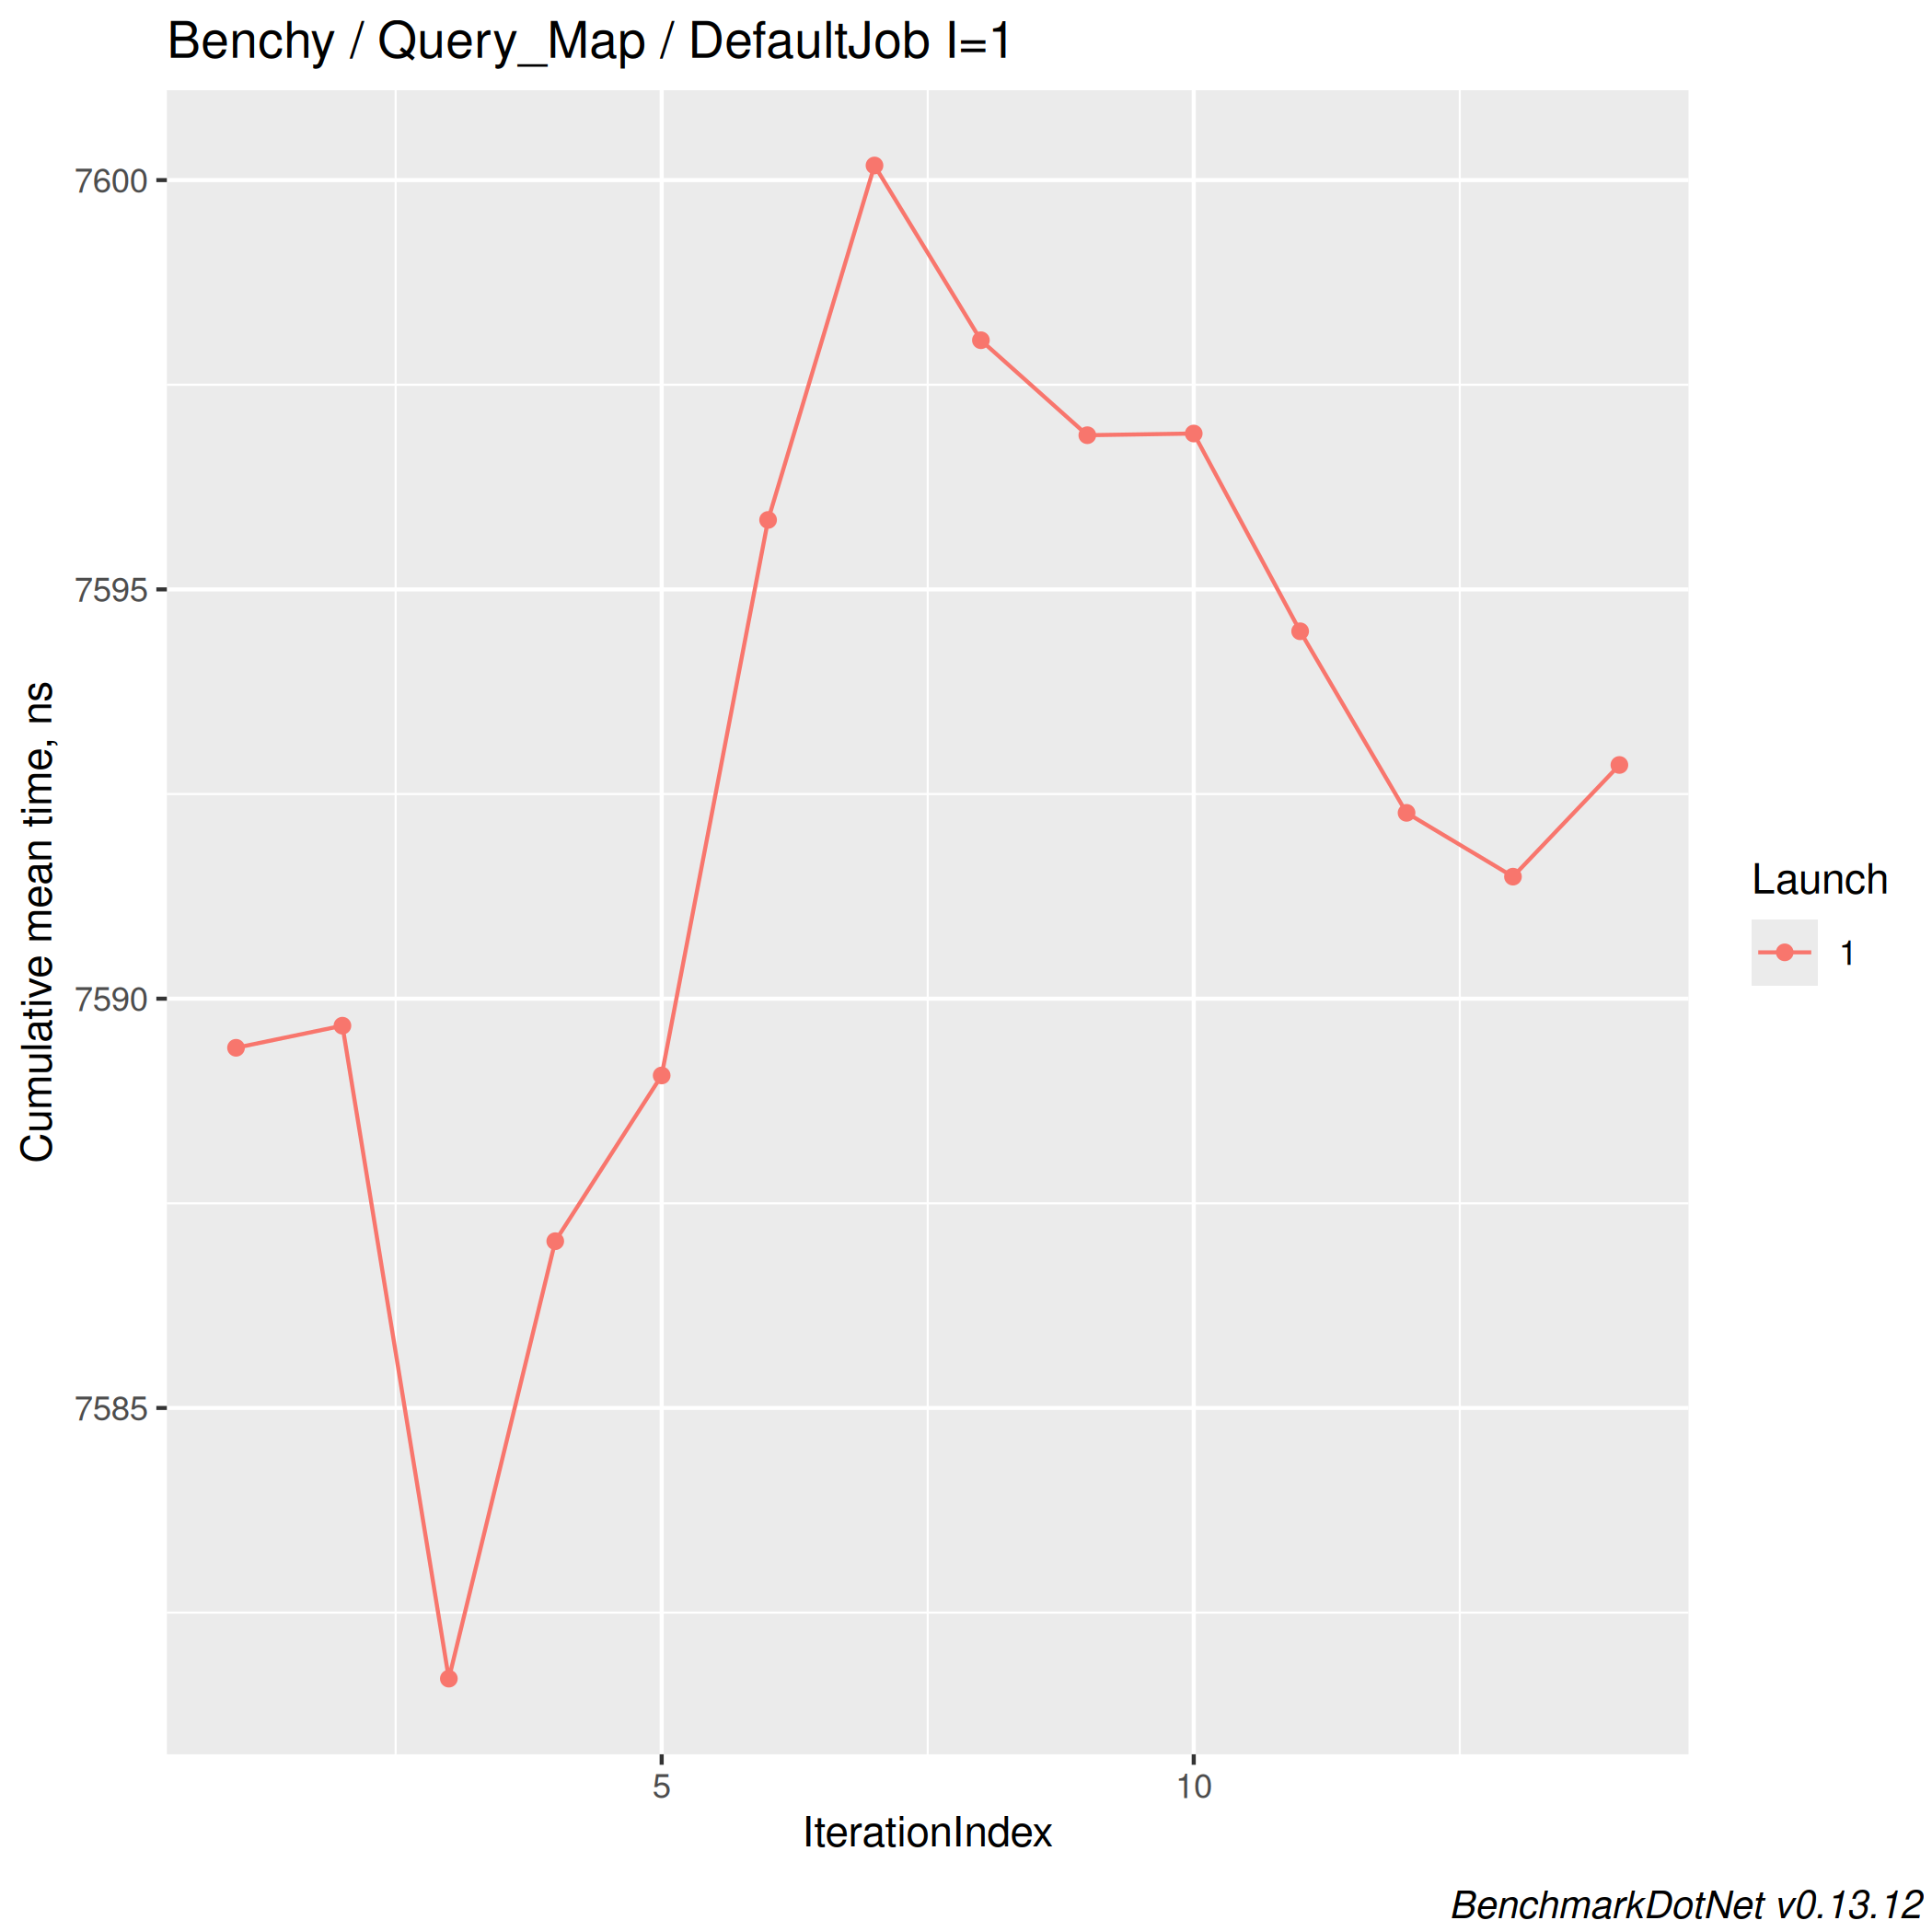 Benchy / Query_Map / DefaultJob I=1
Cumulative mean time, ns
7600
7595
7590
7585
5
10
IterationIndex
Launch
1
BenchmarkDotNet v0.13.12